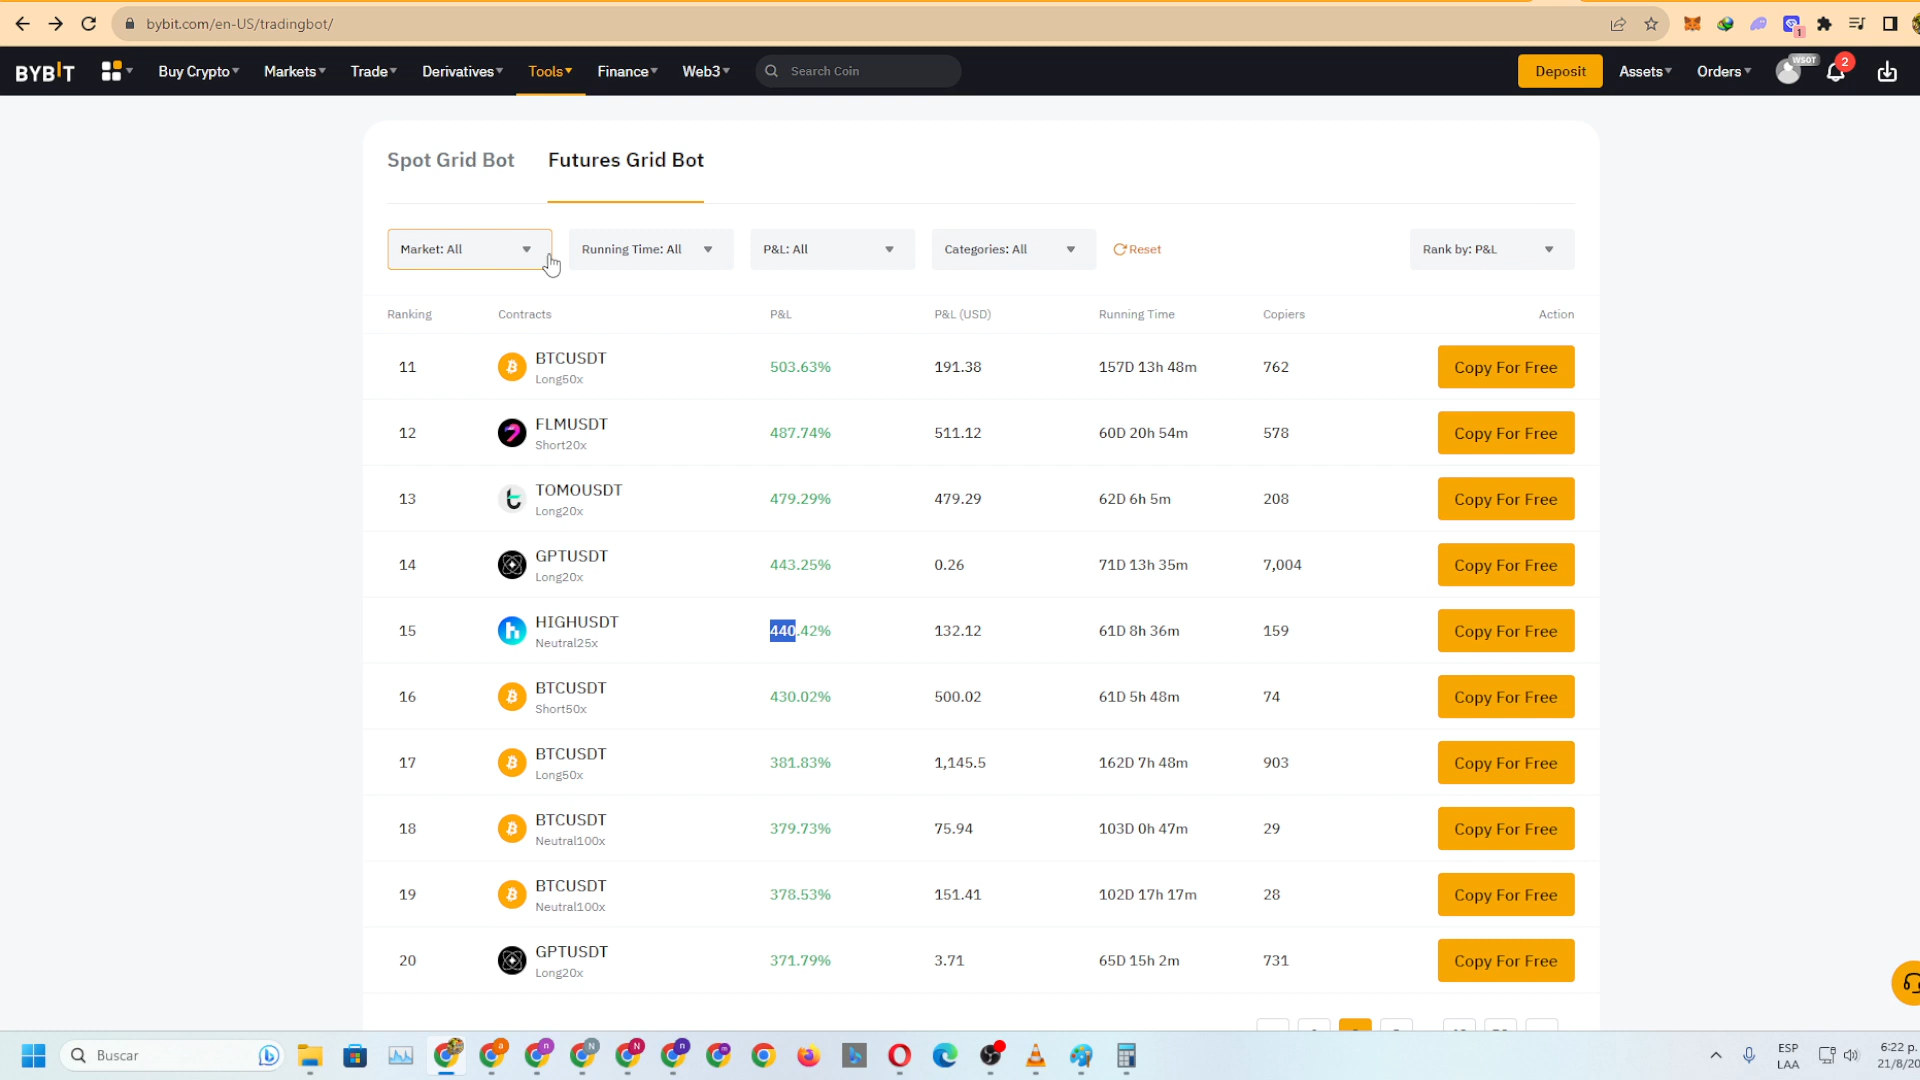 bybit.com/en-US/tradingbot/
1
BYBIT Buy Crypto Markets Trade Derivatives Tools Finance Web3 Search Coin Deposit Assets Orders WSOT 2
Spot Grid Bot Futures Grid Bot
Market: All Running Time: All P&L: All Categories: All Reset Rank by: P&L
Ranking Contracts P&L P&L (USD) Running Time Copiers Action
11 BTCUSDT 503.63% 191.38 157D 13h 48m 762 Copy For Free
Long50x
12 FLMUSDT 487.74% 511.12 60D 20h 54m 578 Copy For Free
Short20x
13 TOMOUSDT 479.29% 479.29 62D 6h 5m 208 Copy For Free
Long20x
14 GPTUSDT 443.25% 0.26 71D 13h 35m 7,004 Copy For Free
Long20x
15 HIGHUSDT 440.42% 132.12 61D 8h 36m 159 Copy For Free
Neutral25x
16 BTCUSDT 430.02% 500.02 61D 5h 48m 74 Copy For Free
Short50x
17 BTCUSDT 381.83% 1,145.5 162D 7h 48m 903 Copy For Free
Long50x
18 BTCUSDT 379.73% 75.94 103D 0h 47m 29 Copy For Free
Neutral100x
19 BTCUSDT 378.53% 151.41 102D 17h 17m 28 Copy For Free
Neutral100x
20 GPTUSDT 371.79% 3.71 65D 15h 2m 731 Copy For Free
Long20x
Buscar ESP 6:22 p.
LAA 21/8/20